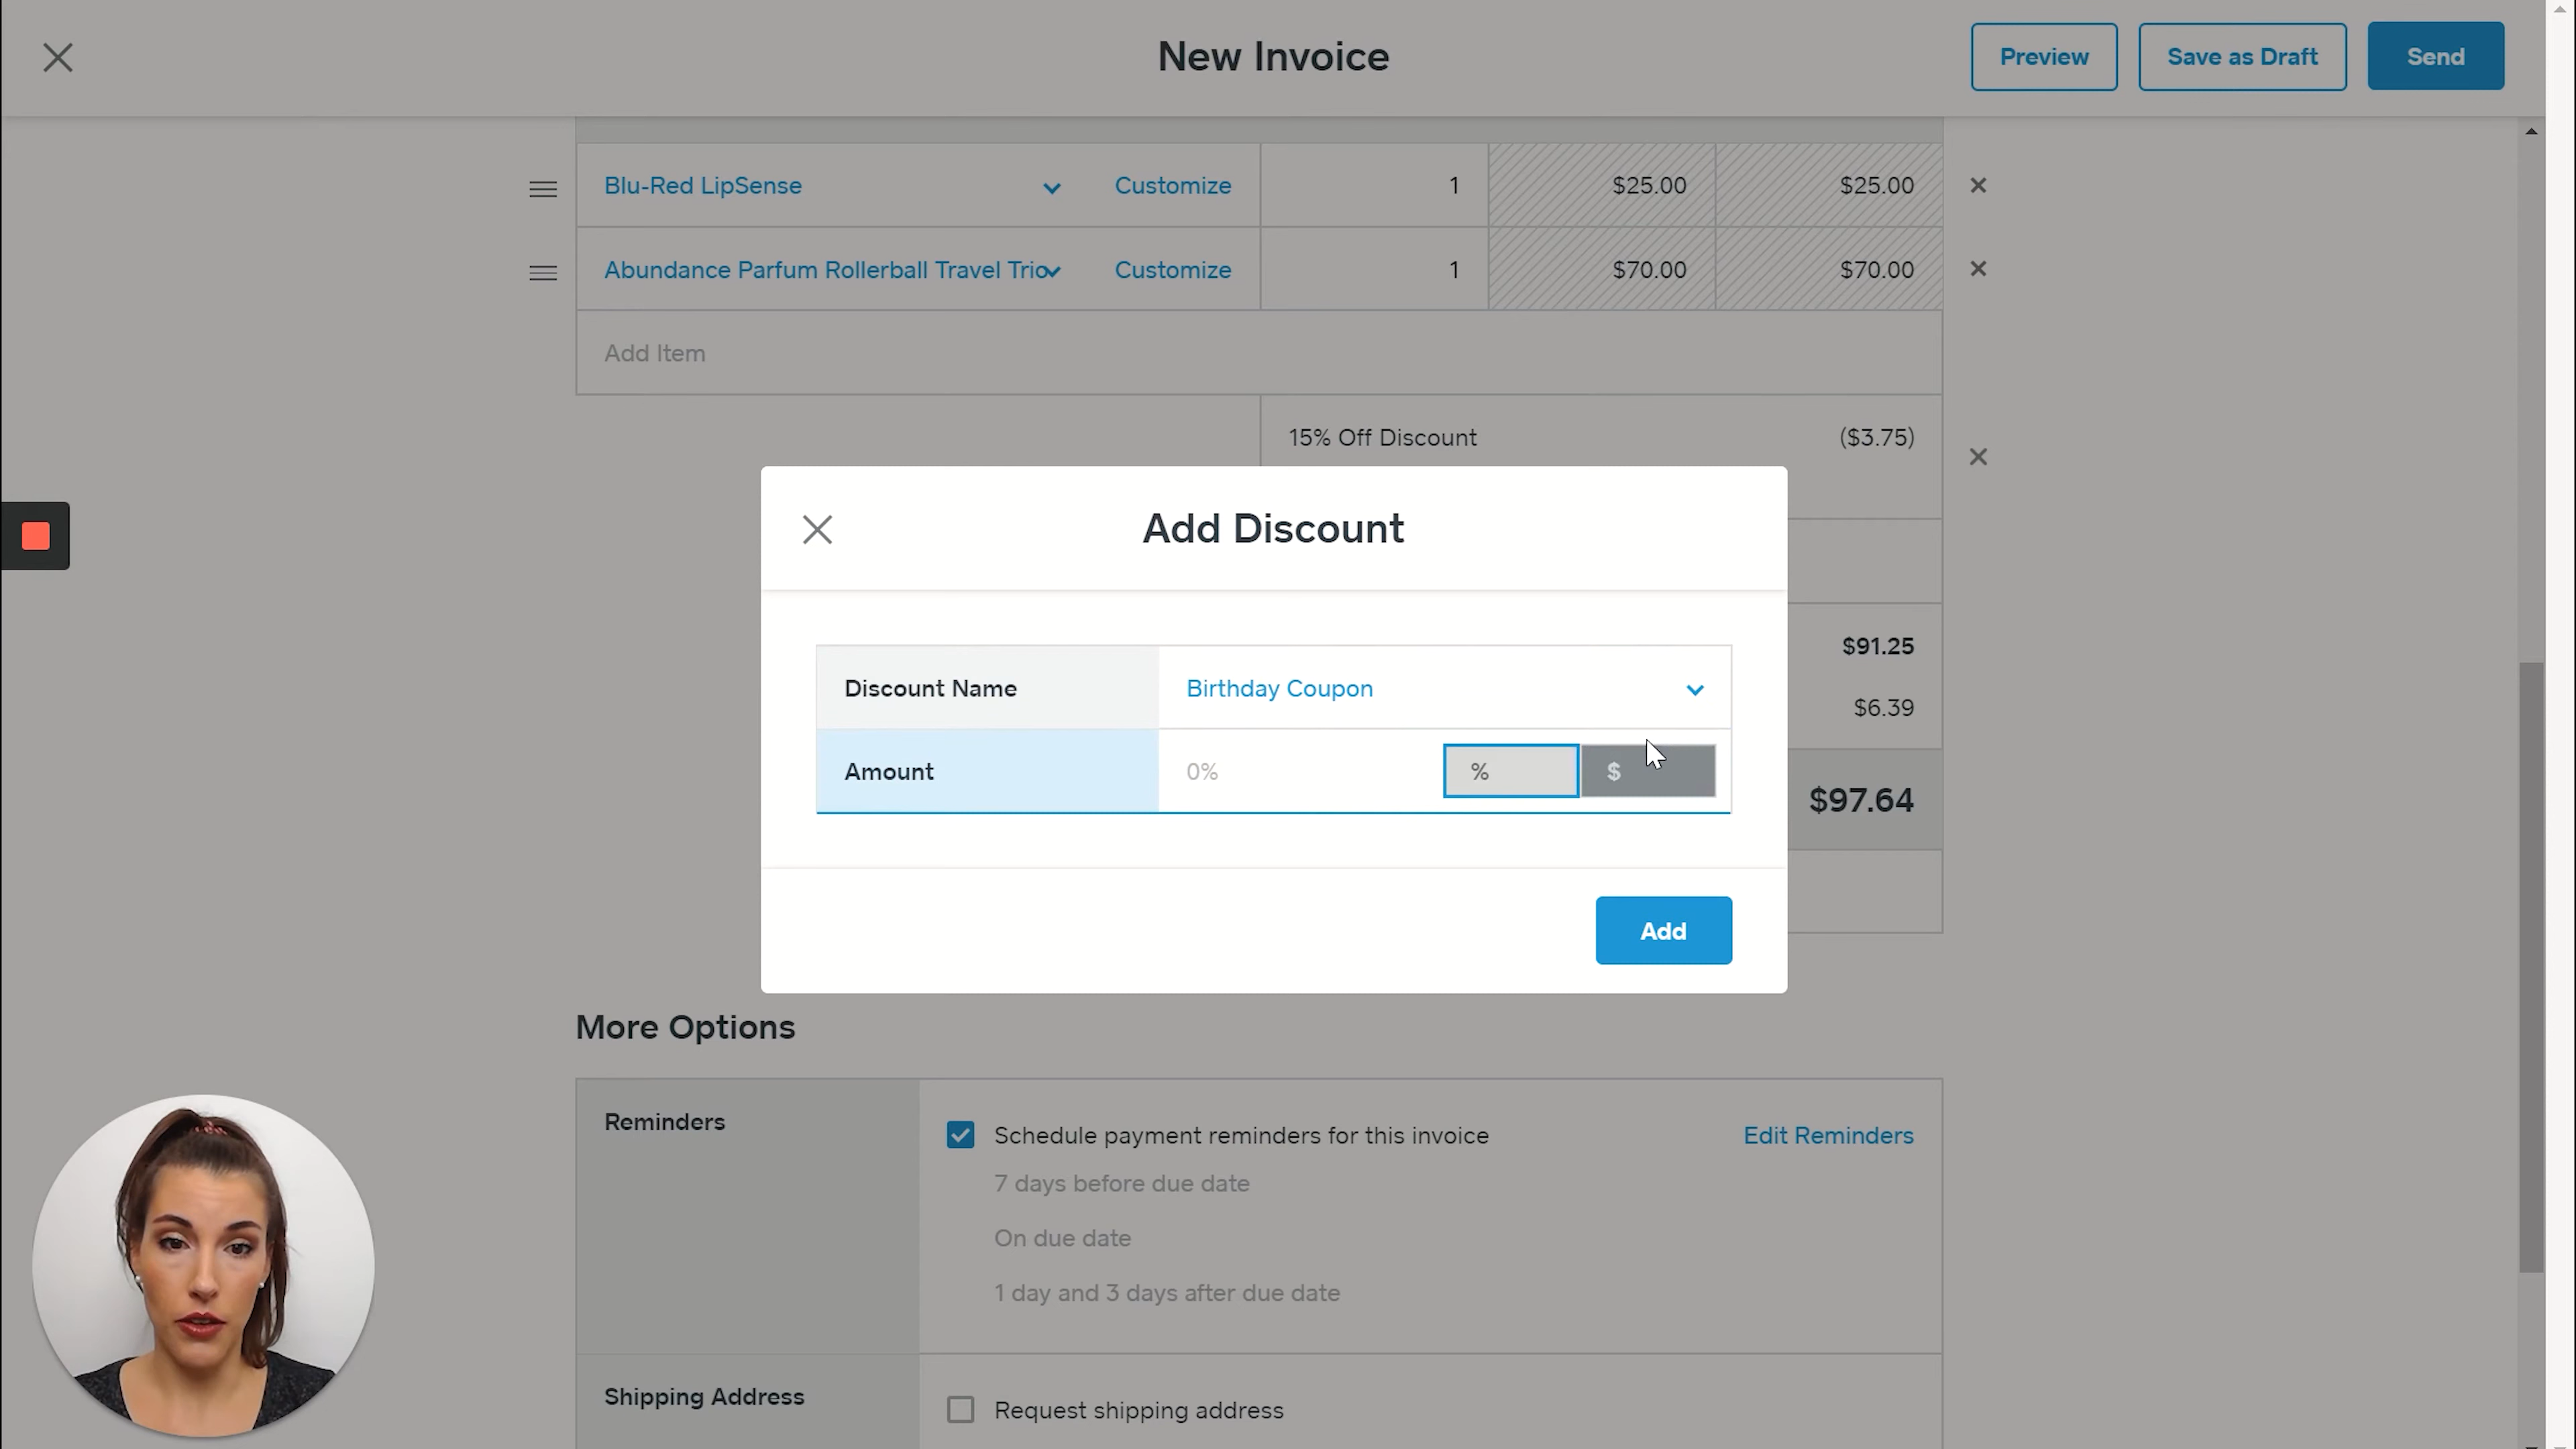 New Invoice
Preview
Save as Draft
Send
Blu-Red LipSense Customize 1 $25.00 $25.00
Abundance Parfum Rollerball Travel Trio Customize 1 $70.00 $70.00
Add Item
15% Off Discount ($3.75)
Add Discount
Discount Name Birthday Coupon
$91.25
$6.39
Amount 0% % $
$97.64
Add
More Options
Reminders Schedule payment reminders for this invoice Edit Reminders
7 days before due date
On due date
1 day and 3 days after due date
Shipping Address Request shipping address